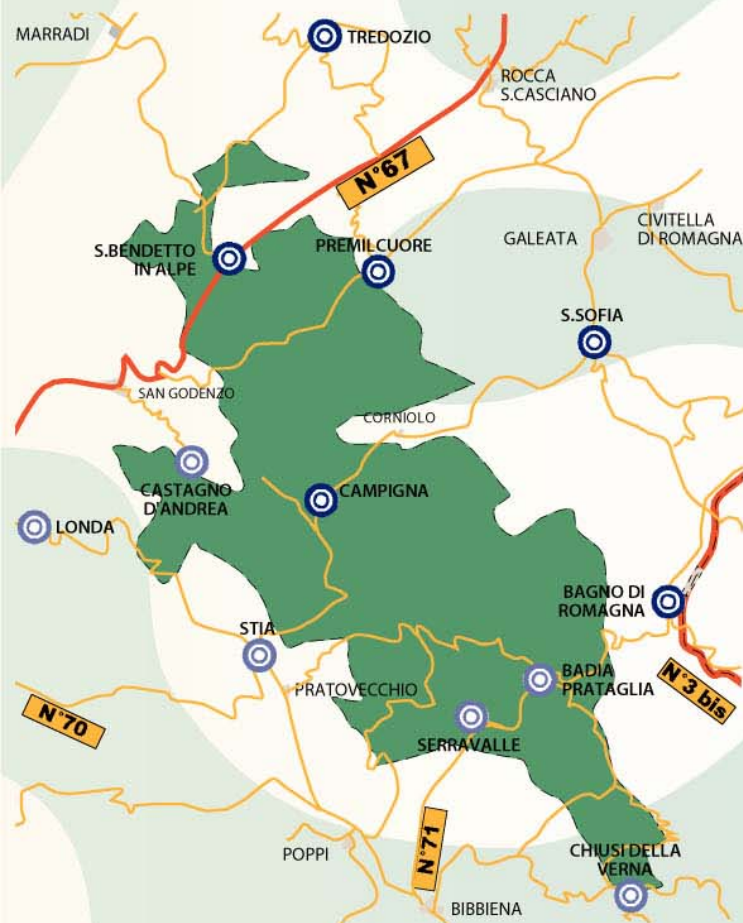 MARRADI
TREDOZIO
ROCCA
S.CASCIANO
N°67
S.BENDETTO
IN ALPE
PREMILCUORE
GALEATA
CIVITELLA
DI ROMAGNA
S.SOFIA
SAN GODENZO
CORNIOLO
CASTAGNO
D'ANDREA
CAMPIGNA
LONDA
BAGNO DI
ROMAGNA
STIA
BADIA
PRATAGLIA
PRATOVECCHIO
N°3 bis
N°70
SERRAVALLE
N°71
POPPI
CHIUSI DELLA
VERNA
BIBBIENA